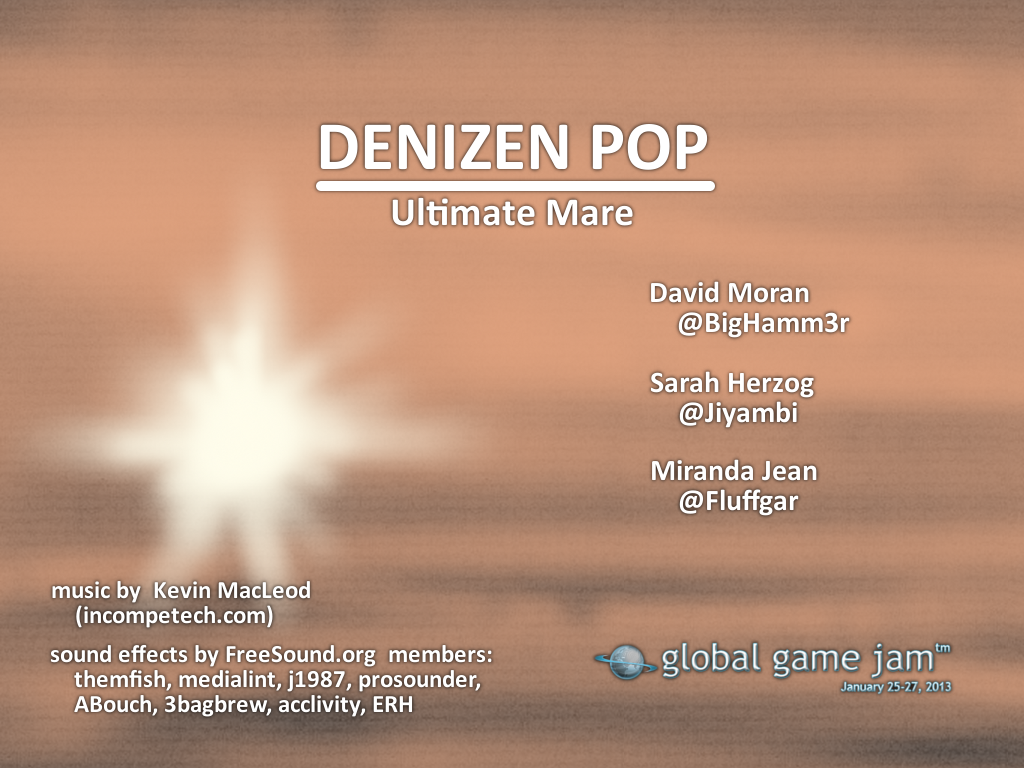 DENIZEN POP
Ultimate Mare
David Moran
@BigHamm3r
Sarah Herzog
@Jiyambi
Miranda Jean
@Fluffgar
music by Kevin MacLeod
(incompetech.com)
sound effects by FreeSound.org members:
themfish, medialint, j1987, prosounder,
ABouch, 3bagbrew, acclivity, ERH
global game jam™
January 25-27, 2013